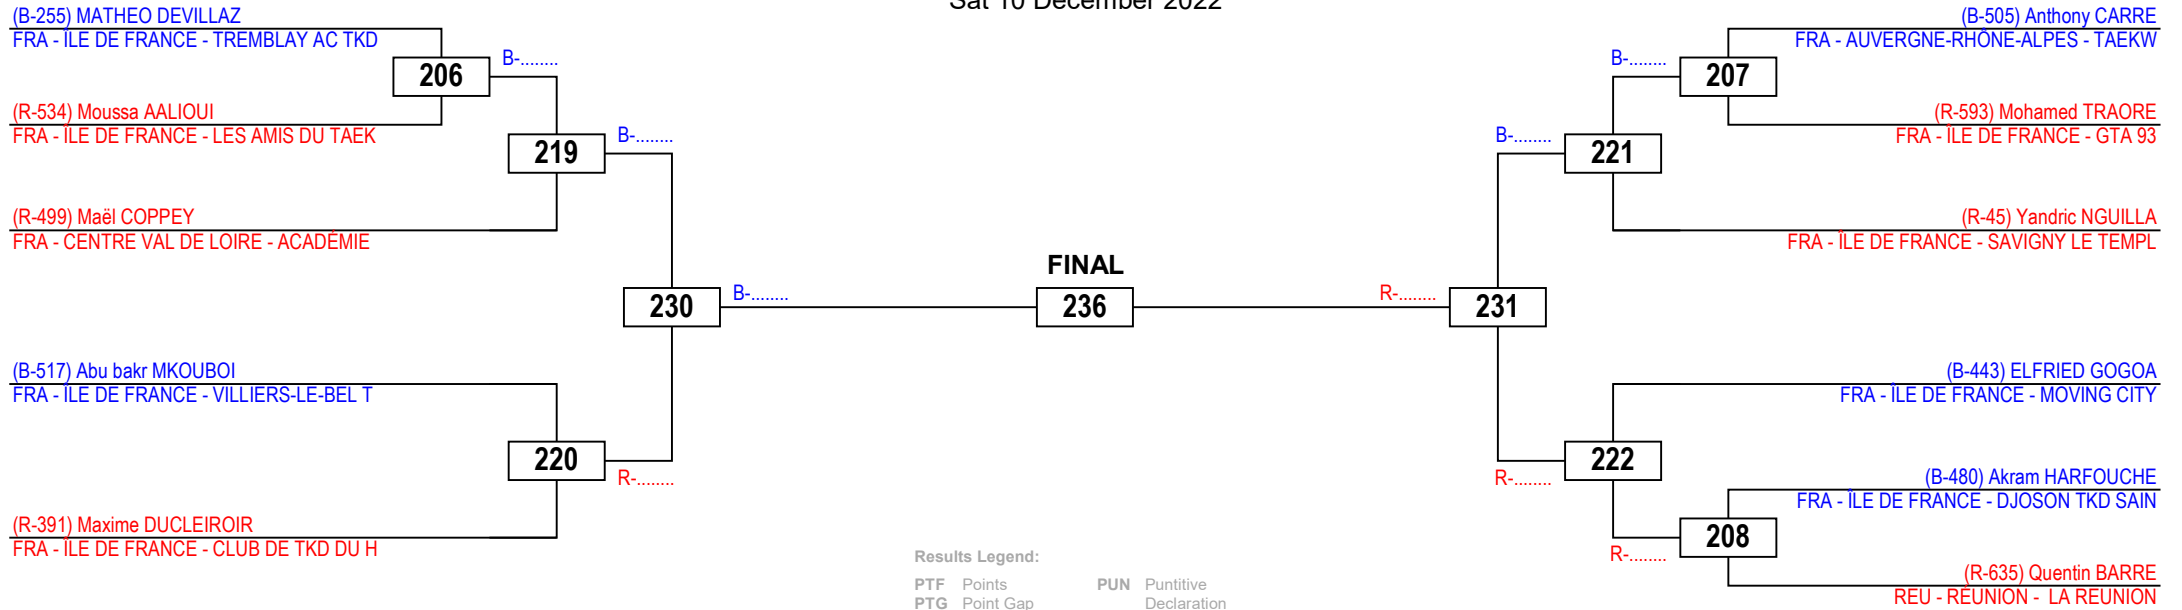 Sat 10 December 2022
(B-255) MATHEO DEVILLAZ
FRA - ÎLE DE FRANCE - TREMBLAY AC TKD
206
B-........
(R-534) Moussa AALIOUI
FRA - ÎLE DE FRANCE - LES AMIS DU TAEK
219
B-........
(R-499) Maël COPPEY
FRA - CENTRE VAL DE LOIRE - ACADÉMIE
230
B-........
(B-517) Abu bakr MKOUBOI
FRA - ÎLE DE FRANCE - VILLIERS-LE-BEL T
220
R-........
(R-391) Maxime DUCLEIROIR
FRA - ÎLE DE FRANCE - CLUB DE TKD DU H
FINAL
236
(B-505) Anthony CARRE
FRA - AUVERGNE-RHÔNE-ALPES - TAEKW
B-........
207
(R-593) Mohamed TRAORE
FRA - ÎLE DE FRANCE - GTA 93
B-........
221
(R-45) Yandric NGUILLA
FRA - ÎLE DE FRANCE - SAVIGNY LE TEMPL
R-........
231
(B-443) ELFRIED GOGOA
FRA - ÎLE DE FRANCE - MOVING CITY
R-........
222
(B-480) Akram HARFOUCHE
FRA - ÎLE DE FRANCE - DJOSON TKD SAIN
R-........
208
(R-635) Quentin BARRE
REU - RÉUNION - LA REUNION
Results Legend:
PTF Points PUN Puntitive
PTG Point Gap Declaration